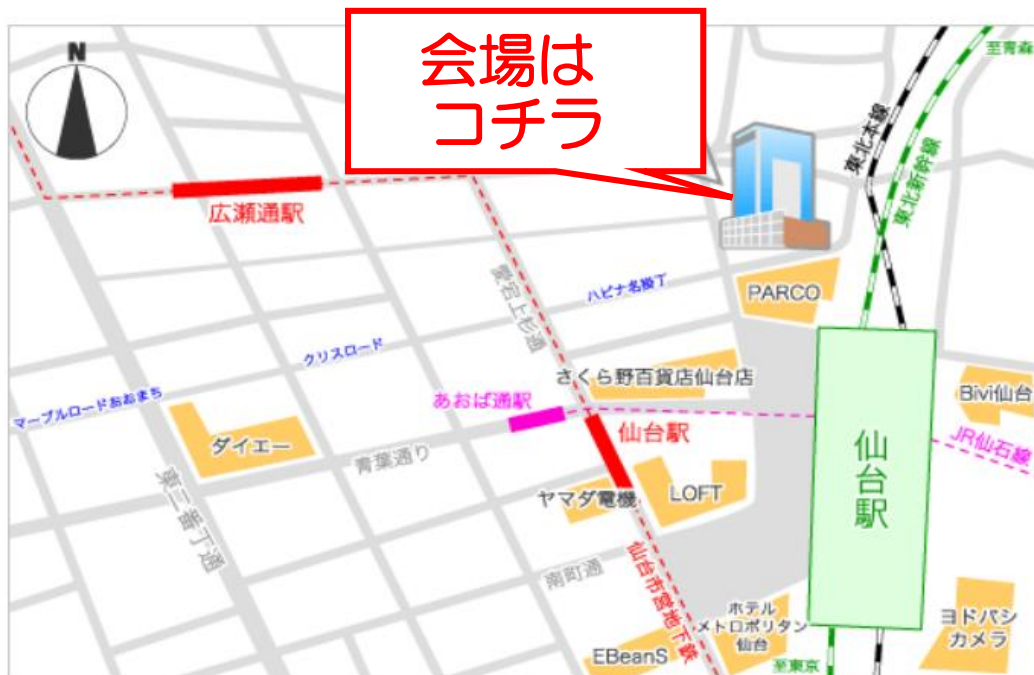 会場は
コチラ
N
至青森
東北本線
東北新幹線
広瀬通駅
愛宕上杉通
ハピナ名掛丁
PARCO
クリスロード
さくら野百貨店仙台店
マーブルロードおおまち
あおば通駅
Bivi仙台
ダイエー
仙台駅
仙台駅
JR仙石線
青葉通り
東二番丁通
ヤマダ電機
LOFT
南町通
仙台市営地下鉄
ホテル
メトロポリタン
仙台
ヨドバシ
カメラ
EBeanS
至東京